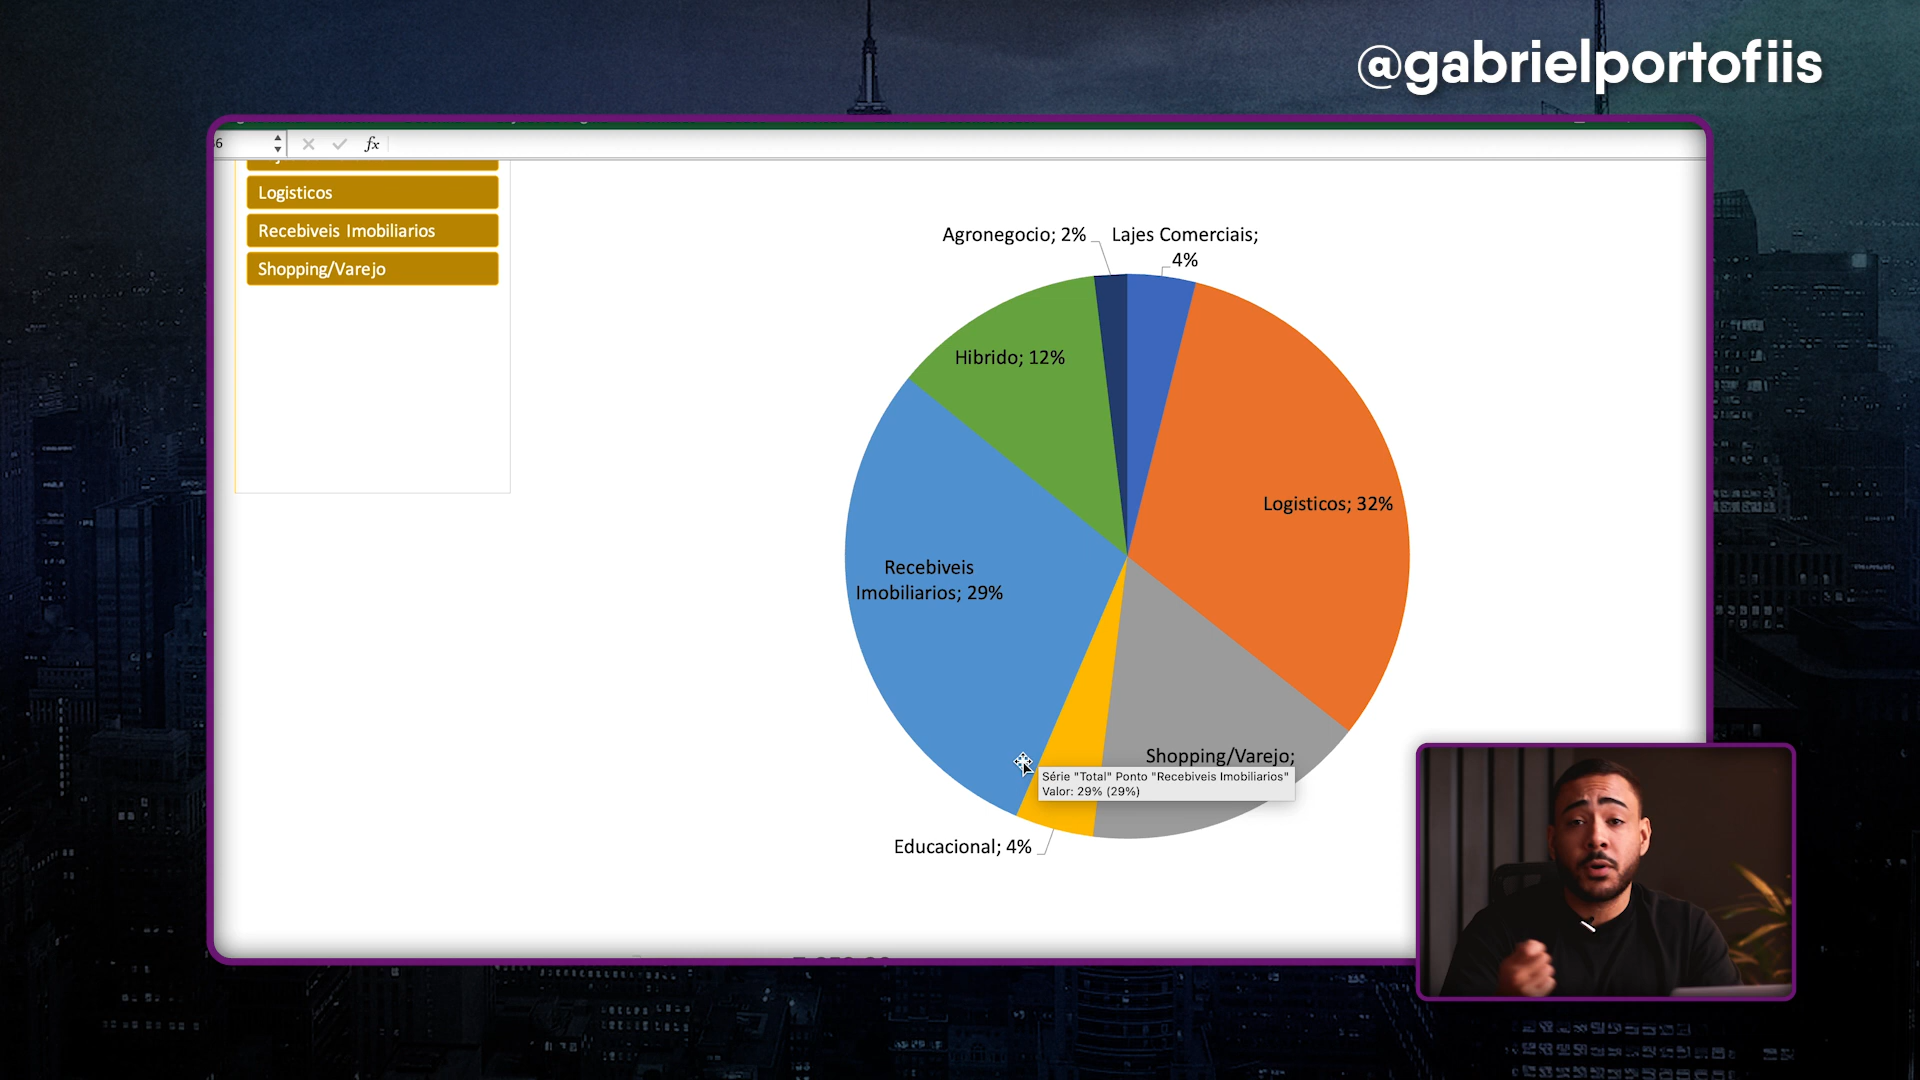 @gabrielportofiis
fx
Logisticos
Recebiveis Imobiliarios
Shopping/Varejo
Agronegocio; 2%
Lajes Comerciais;
4%
Hibrido; 12%
Logisticos; 32%
Recebiveis
Imobiliarios; 29%
Shopping/Varejo;
Série "Total" Ponto "Recebiveis Imobiliarios"
Valor: 29% (29%)
Educacional; 4%